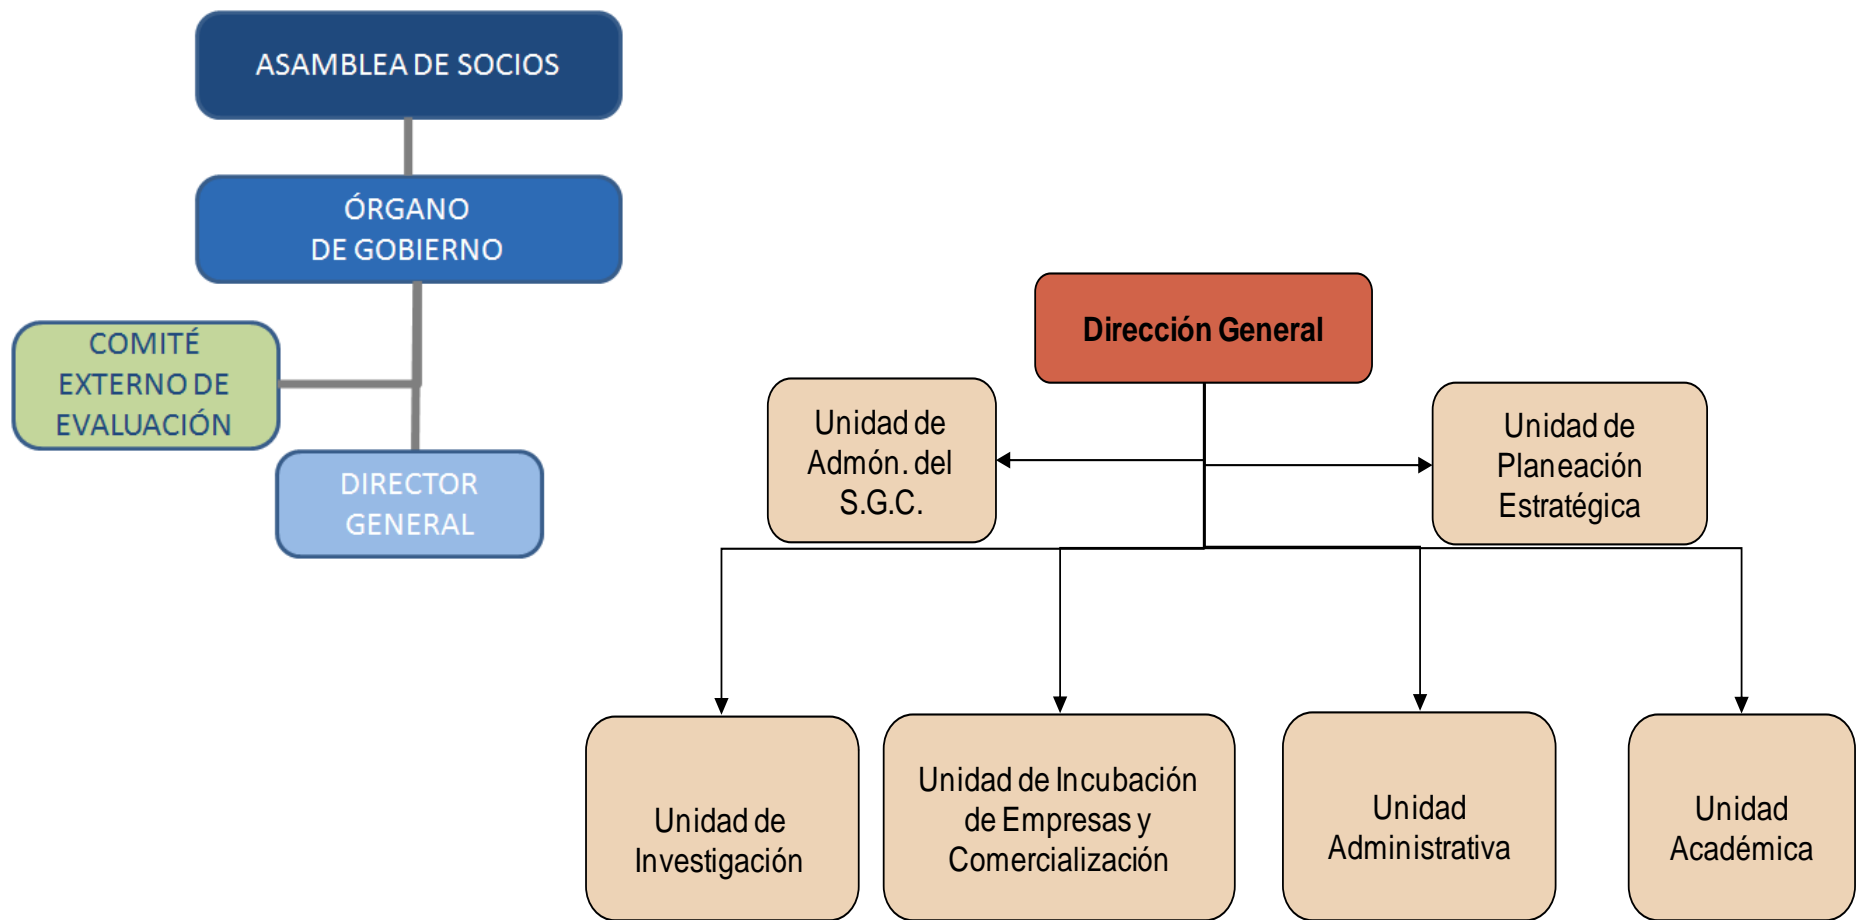 ASAMBLEA DE SOCIOS
ÓRGANO
DE GOBIERNO
COMITÉ
EXTERNO DE
EVALUACIÓN
DIRECTOR
GENERAL
Dirección General
Unidad de
Admón. del
S.G.C.
Unidad de
Planeación
Estratégica
Unidad de
Investigación
Unidad de Incubación
de Empresas y
Comercialización
Unidad
Administrativa
Unidad
Académica